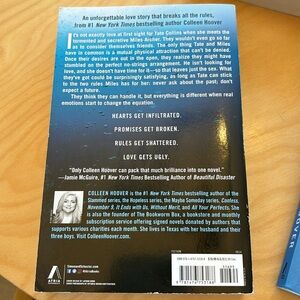 An unforgettable love story that breaks all the rules,
from #1 New York Times bestselling author Colleen Hoover
It's not exactly love at first sight for Tate Collins when she meets the
tormented and secretive Miles Archer. They wouldn't even go so far
as to consider themselves friends. The only thing Tate and Miles
have in common is a mutual physical attraction that can't be denied.
Once their desires are out in the open, they realize they might have
stumbled on the perfect no-strings arrangement. He isn't looking for
love, and she doesn't have time for it—so that leaves just the sex. They
way they've set it up could be surprisingly easy, as long as Tate can stick
to the two rules Miles has for her: never ask about the past; don't
expect a future.
They think they can handle it, but everything is different when real
emotions start to change the equation.
HEARTS GET INFILTRATED.
PROMISES GET BROKEN.
RULES GET SHATTERED.
LOVE GETS UGLY.
"Only Colleen Hoover can pack that much brilliance into one novel."
—Jamie McGuire, #1 New York Times Bestselling Author of Beautiful Disaster
COLLEEN HOOVER is the #1 New York Times bestselling author of the
Slammed series, the Hopeless series, the Maybe Someday series, Confess,
November 9, It Ends with Us, Without Merit, and All Your Perfects. She
is also the founder of The Bookworm Box, a bookstore and monthly
subscription service offering signed novels donated by authors that
supports various charities each month. She lives in Texas with her husband and their
three boys. Visit ColleenHoover.com.
ATRIA